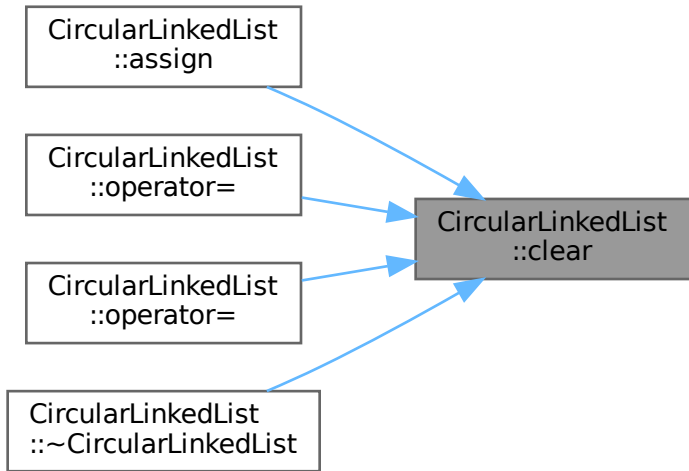 CircularLinkedList
::assign
CircularLinkedList
::operator=
CircularLinkedList
::operator=
CircularLinkedList
::~CircularLinkedList
CircularLinkedList
::clear